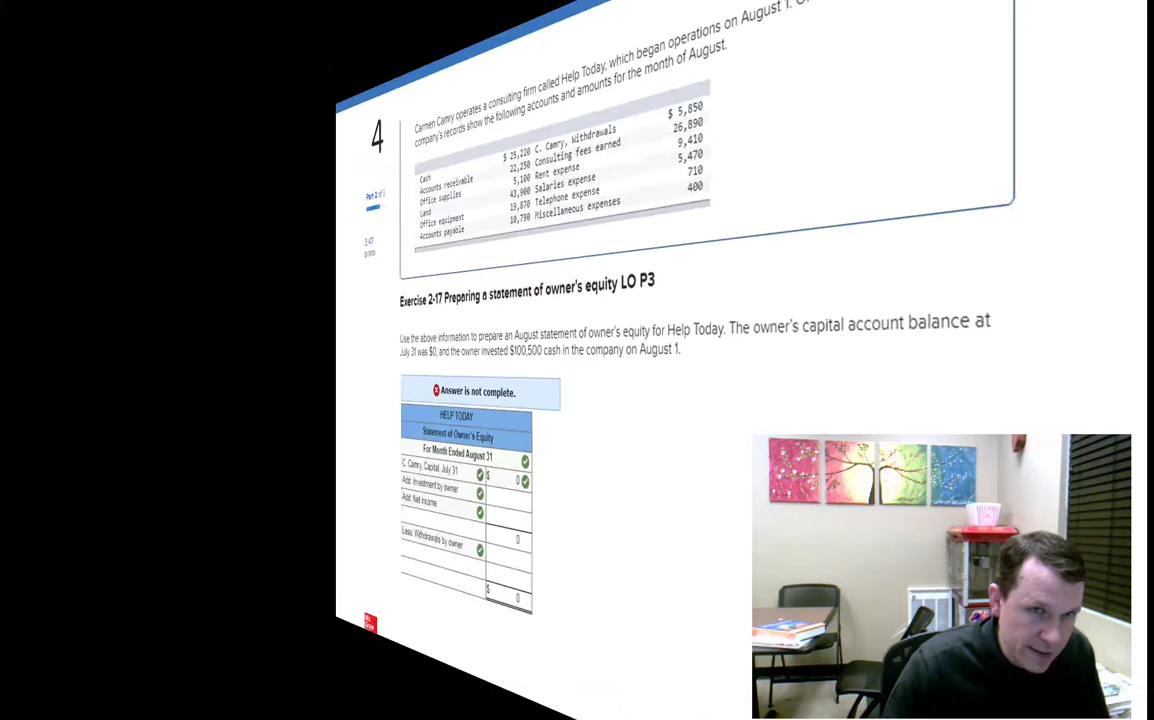 Carmen Camry operates a consulting firm called Help Today, which began operations on August 1.
company's records show the following accounts and amounts for the month of August.
4
Part 2 of 3
3.47
points
Cash $ 25,220 C. Camry, Withdrawals $ 5,850
Accounts receivable 22,250 Consulting fees earned 26,890
Office supplies 5,100 Rent expense 9,410
Land 43,900 Salaries expense 5,470
Office equipment 19,870 Telephone expense 710
Accounts payable 10,790 Miscellaneous expenses 400
Exercise 2-17 Preparing a statement of owner's equity LO P3
Use the above information to prepare an August statement of owner's equity for Help Today. The owner's capital account balance at
July 31 was $0, and the owner invested $100,500 cash in the company on August 1.
Answer is not complete.
HELP TODAY
Statement of Owner's Equity
For Month Ended August 31
C. Camry, Capital, July 31 $ 0
Add: Investment by owner
Add: Net income
0
Less: Withdrawals by owner
$ 0